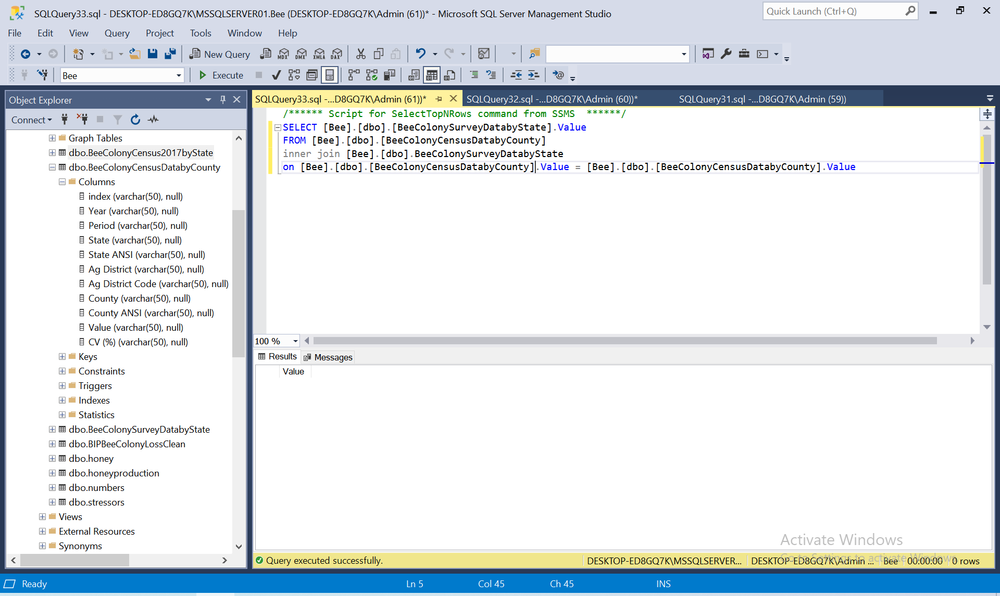 SQLQuery33.sql - DESKTOP-ED8GQ7K\MSSQLSERVER01.Bee (DESKTOP-ED8GQ7K\Admin (61))* - Microsoft SQL Server Management Studio
Quick Launch (Ctrl+Q)
File Edit View Query Project Tools Window Help
New Query MDX DMX XMLA DAX
Bee Execute
Object Explorer
Connect
Graph Tables
dbo.BeeColonyCensus2017byState
dbo.BeeColonyCensusDatabyCounty
Columns
index (varchar(50), null)
Year (varchar(50), null)
Period (varchar(50), null)
State (varchar(50), null)
State ANSI (varchar(50), null)
Ag District (varchar(50), null)
Ag District Code (varchar(50), null)
County (varchar(50), null)
County ANSI (varchar(50), null)
Value (varchar(50), null)
CV (%) (varchar(50), null)
Keys
Constraints
Triggers
Indexes
Statistics
dbo.BeeColonySurveyDatabyState
dbo.BIPBeeColonyLossClean
dbo.honey
dbo.honeyproduction
dbo.numbers
dbo.stressors
Views
External Resources
Synonyms
SQLQuery33.sql -...D8GQ7K\Admin (61))* SQLQuery32.sql -...D8GQ7K\Admin (60))* SQLQuery31.sql -...D8GQ7K\Admin (59))
/****** Script for SelectTopNRows command from SSMS  ******/
SELECT [Bee].[dbo].[BeeColonySurveyDatabyState].Value
FROM [Bee].[dbo].[BeeColonyCensusDatabyCounty]
inner join [Bee].[dbo].BeeColonySurveyDatabyState
on [Bee].[dbo].[BeeColonyCensusDatabyCounty].Value = [Bee].[dbo].[BeeColonyCensusDatabyCounty].Value
100 %
Results Messages
Value
Activate Windows
Go to Settings to activate Windows.
Query executed successfully. DESKTOP-ED8GQ7K\MSSQLSERVER... DESKTOP-ED8GQ7K\Admin ... Bee 00:00:00 0 rows
Ready Ln 5 Col 45 Ch 45 INS